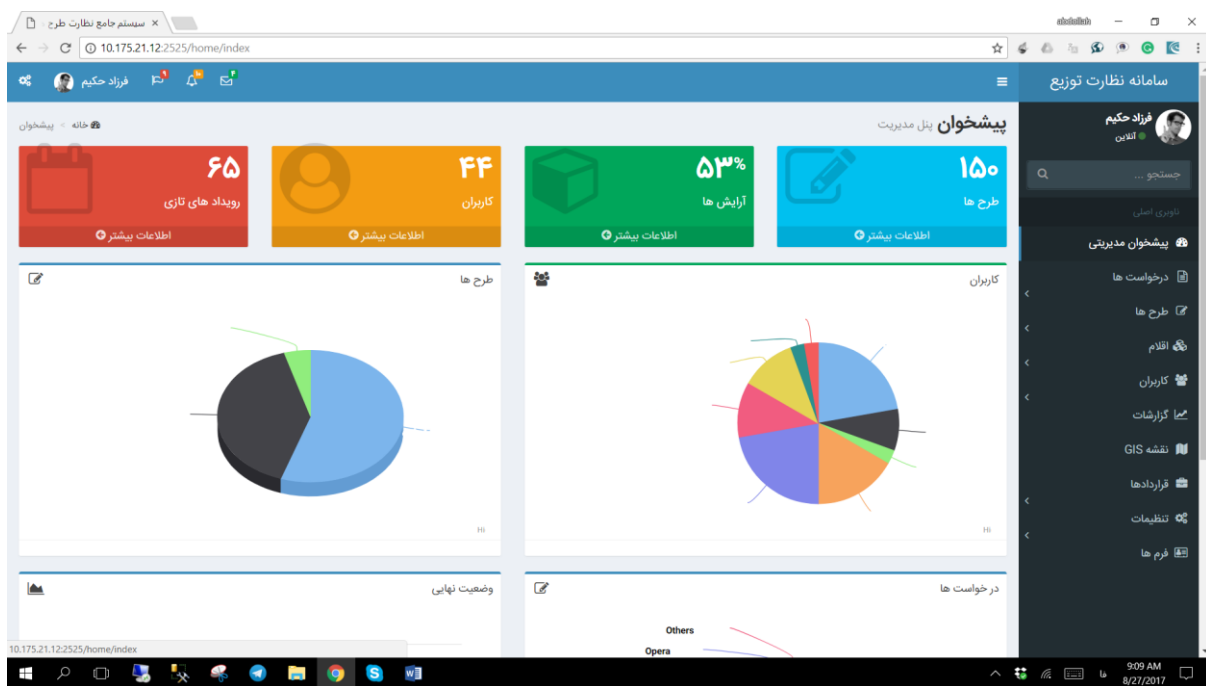 سیستم جامع نظارت طرح
10.175.21.12:2525/home/index
سامانه نظارت توزیع
فرزاد حکیم
۹
۱۰
۴
فرزاد حکیم
آنلاین
جستجو ...
ناوبری اصلی
پیشخوان مدیریتی
درخواست ها
طرح ها
اقلام
کاربران
گزارشات
نقشه GIS
قراردادها
تنظیمات
فرم ها
پیشخوان پنل مدیریت
خانه > پیشخوان
۱۵۰
طرح ها
اطلاعات بیشتر
۵۳%
آرایش ها
اطلاعات بیشتر
۴۴
کاربران
اطلاعات بیشتر
۶۵
رویداد های تازی
اطلاعات بیشتر
کاربران
Hi
طرح ها
Hi
در خواست ها
Others
Opera
وضعیت نهایی
10.175.21.12:2525/home/index
فا
9:09 AM
8/27/2017